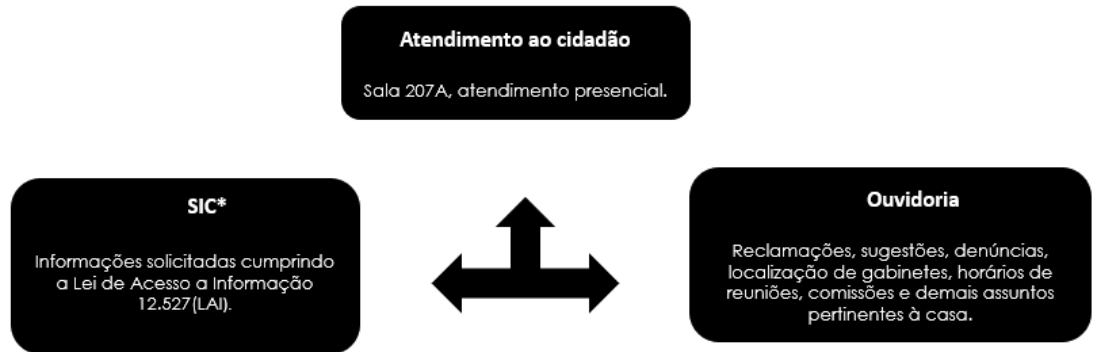 Atendimento ao cidadão
Sala 207A, atendimento presencial.
SIC*
Informações solicitadas cumprindo
a Lei de Acesso a Informação
12.527(LAI).
Ouvidoria
Reclamações, sugestões, denúncias,
localização de gabinetes, horários de
reuniões, comissões e demais assuntos
pertinentes à casa.